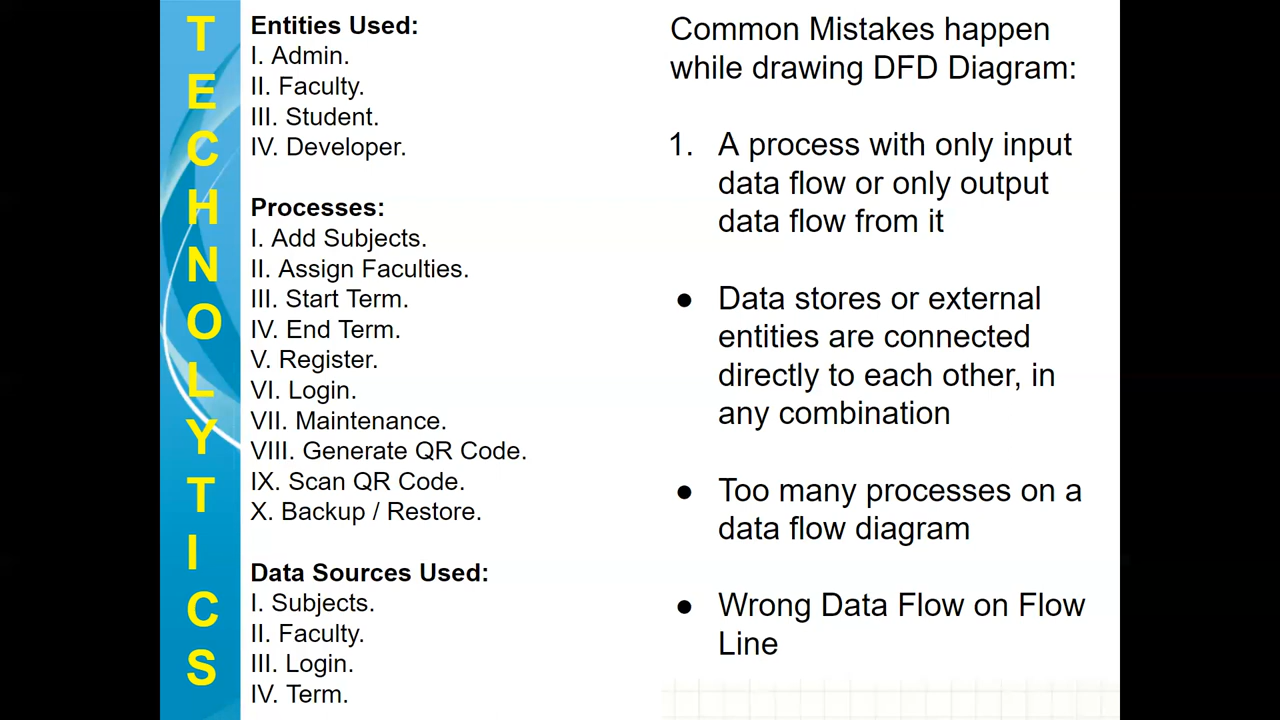 TECHNOLYTICS
Entities Used:
I. Admin.
II. Faculty.
III. Student.
IV. Developer.
Processes:
I. Add Subjects.
II. Assign Faculties.
III. Start Term.
IV. End Term.
V. Register.
VI. Login.
VII. Maintenance.
VIII. Generate QR Code.
IX. Scan QR Code.
X. Backup / Restore.
Data Sources Used:
I. Subjects.
II. Faculty.
III. Login.
IV. Term.
Common Mistakes happen
while drawing DFD Diagram:
1. A process with only input
data flow or only output
data flow from it
● Data stores or external
entities are connected
directly to each other, in
any combination
● Too many processes on a
data flow diagram
● Wrong Data Flow on Flow
Line